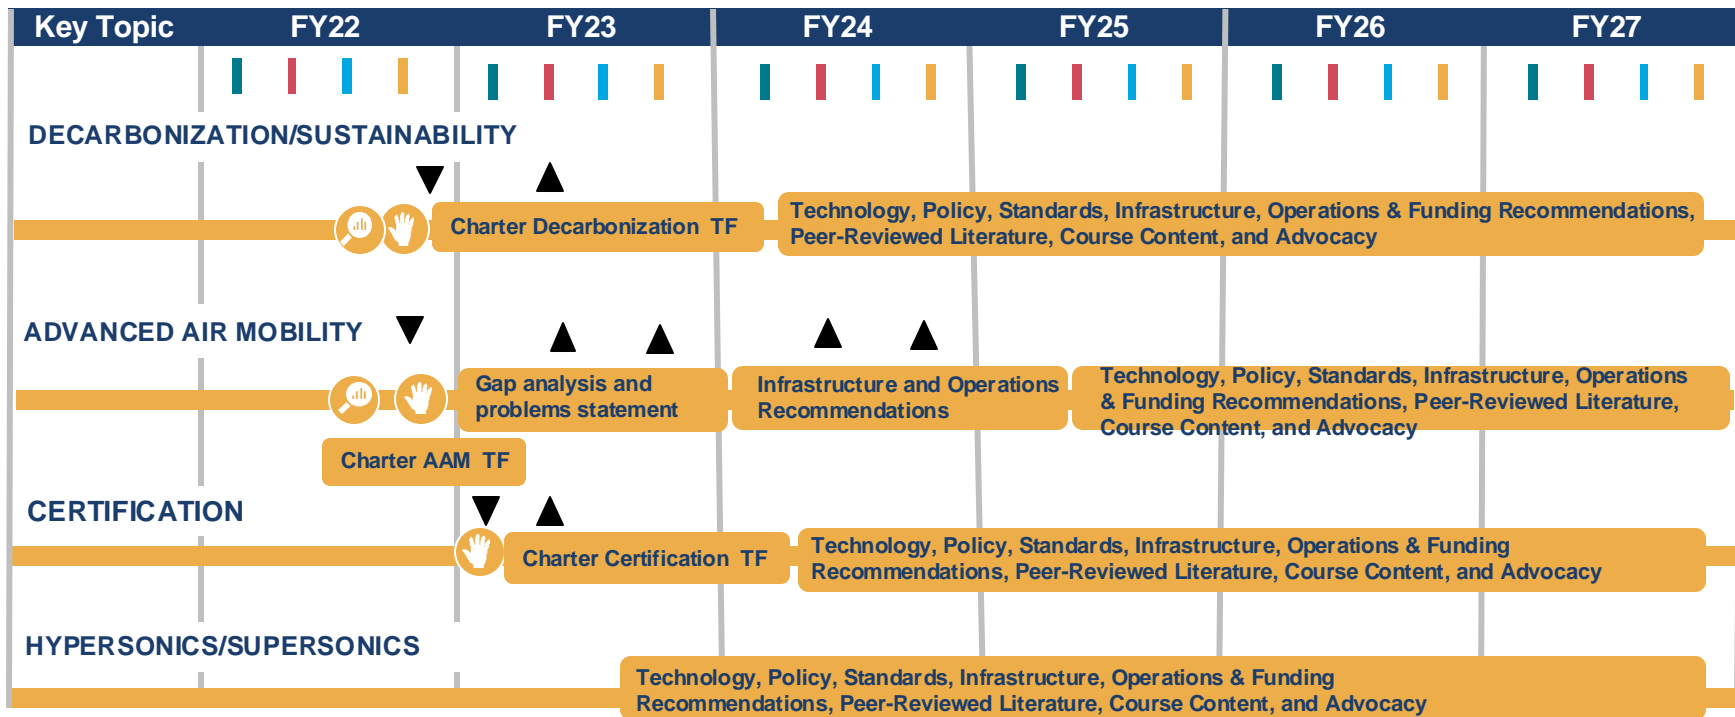 Key Topic FY22 FY23 FY24 FY25 FY26 FY27
DECARBONIZATION/SUSTAINABILITY
Charter Decarbonization TF
Technology, Policy, Standards, Infrastructure, Operations & Funding Recommendations,
Peer-Reviewed Literature, Course Content, and Advocacy
ADVANCED AIR MOBILITY
Gap analysis and
problems statement
Infrastructure and Operations
Recommendations
Technology, Policy, Standards, Infrastructure, Operations
& Funding Recommendations, Peer-Reviewed Literature,
Course Content, and Advocacy
Charter AAM TF
CERTIFICATION
Charter Certification TF
Technology, Policy, Standards, Infrastructure, Operations & Funding
Recommendations, Peer-Reviewed Literature, Course Content, and Advocacy
HYPERSONICS/SUPERSONICS
Technology, Policy, Standards, Infrastructure, Operations & Funding
Recommendations, Peer-Reviewed Literature, Course Content, and Advocacy